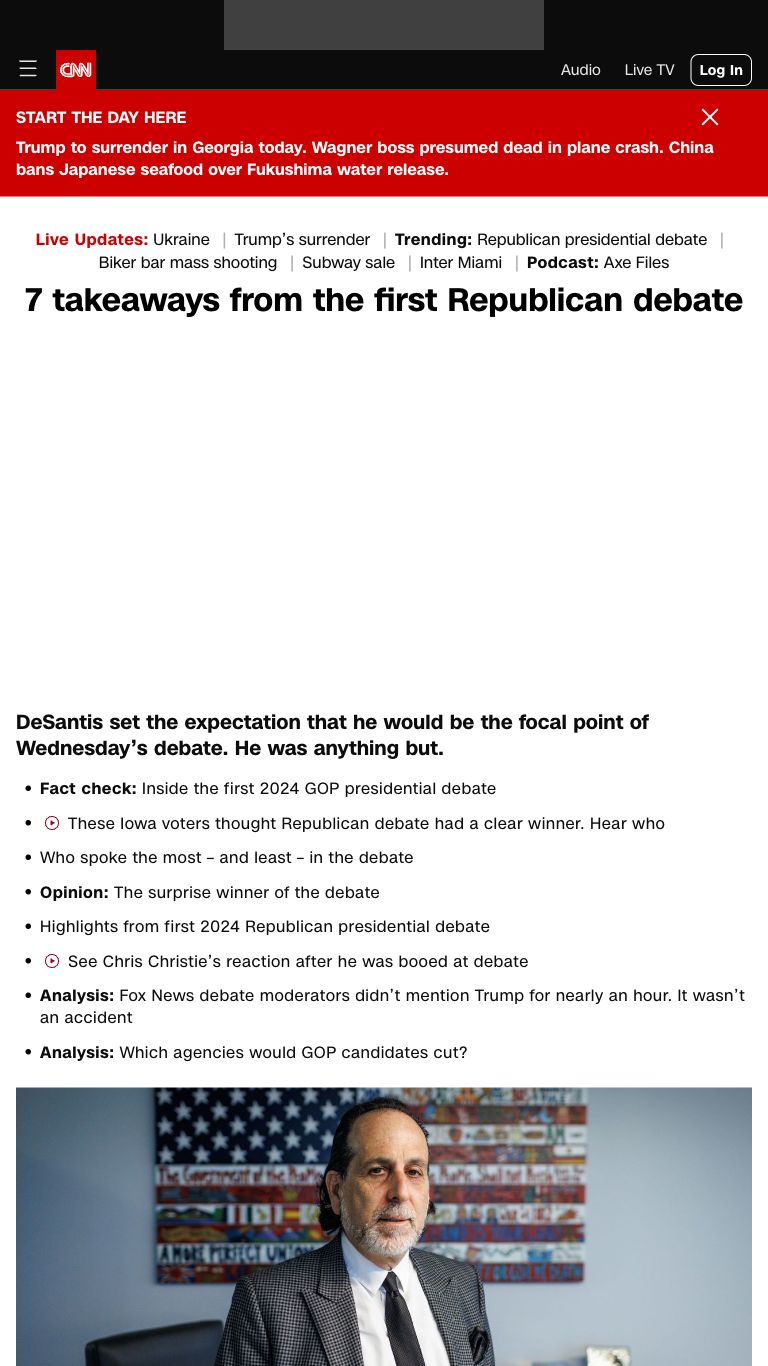 CNN
Audio Live TV Log In
START THE DAY HERE
Trump to surrender in Georgia today. Wagner boss presumed dead in plane crash. China
bans Japanese seafood over Fukushima water release.
Live Updates: Ukraine | Trump’s surrender | Trending: Republican presidential debate |
Biker bar mass shooting | Subway sale | Inter Miami | Podcast: Axe Files
7 takeaways from the first Republican debate
DeSantis set the expectation that he would be the focal point of
Wednesday’s debate. He was anything but.
• Fact check: Inside the first 2024 GOP presidential debate
• These Iowa voters thought Republican debate had a clear winner. Hear who
• Who spoke the most – and least – in the debate
• Opinion: The surprise winner of the debate
• Highlights from first 2024 Republican presidential debate
• See Chris Christie’s reaction after he was booed at debate
• Analysis: Fox News debate moderators didn’t mention Trump for nearly an hour. It wasn’t
an accident
• Analysis: Which agencies would GOP candidates cut?
The Government of the
A MORE PERFECT UNION